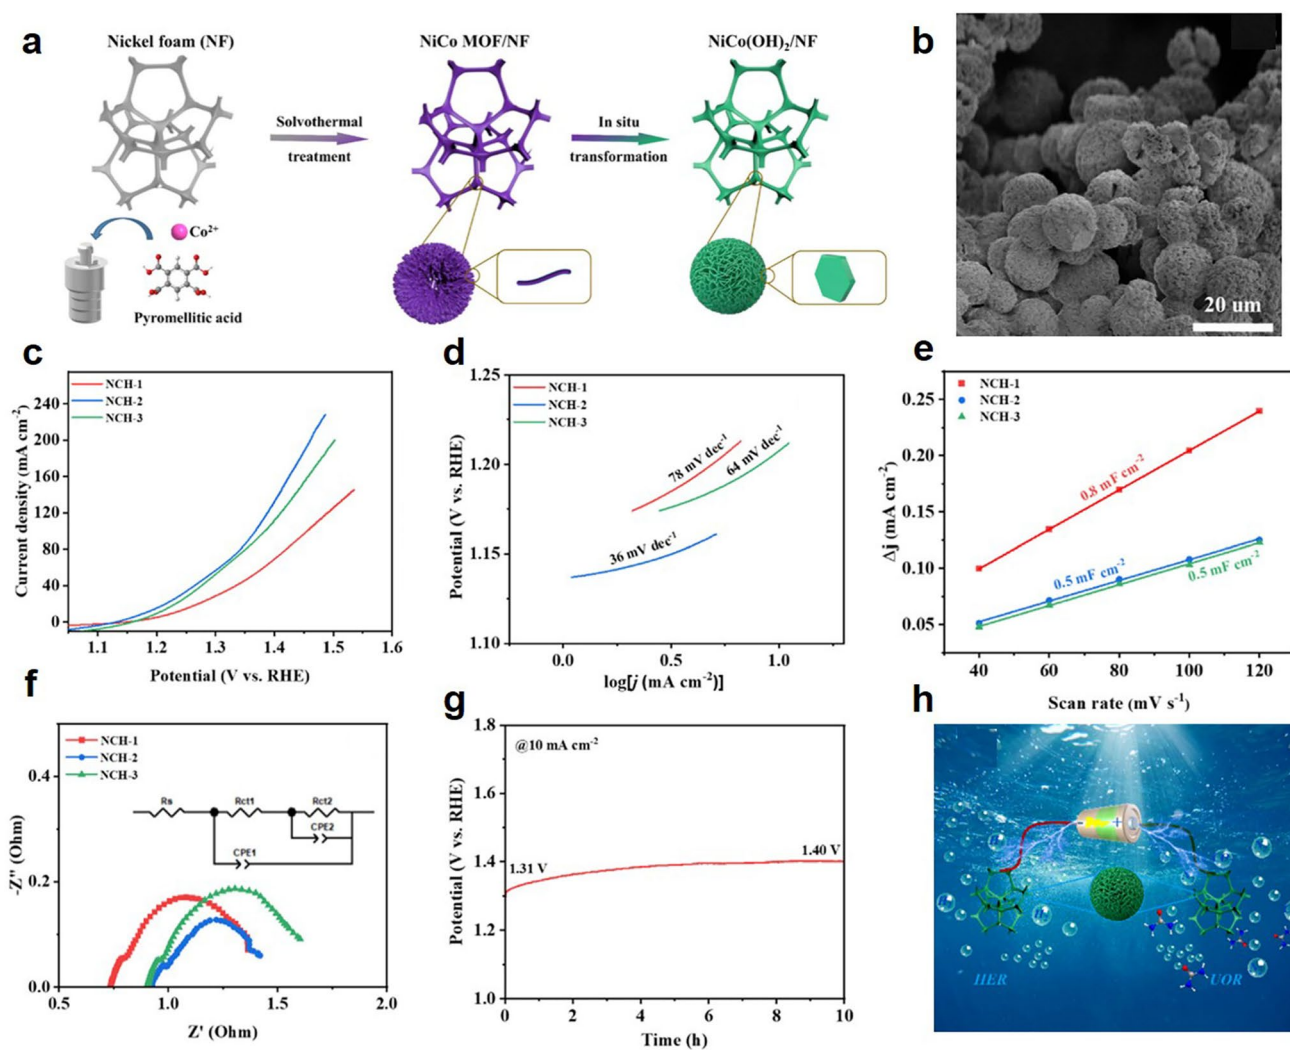 a
Nickel foam (NF)
NiCo MOF/NF
NiCo(OH)₂/NF
Solvothermal
treatment
In situ
transformation
Co²⁺
Pyromellitic acid
b
20 um
c
NCH-1
NCH-2
NCH-3
240
200
160
120
80
40
0
1.1
1.2
1.3
1.4
1.5
1.6
Current density (mA cm⁻²)
Potential (V vs. RHE)
d
NCH-1
NCH-2
NCH-3
1.25
1.20
1.15
1.10
78 mV dec⁻¹
64 mV dec⁻¹
36 mV dec⁻¹
0.0
0.5
1.0
Potential (V vs. RHE)
log[j (mA cm⁻²)]
e
NCH-1
NCH-2
NCH-3
0.25
0.20
0.15
0.10
0.05
0.8 mF cm⁻²
0.5 mF cm⁻²
0.5 mF cm⁻²
40
60
80
100
120
Δj (mA cm⁻²)
Scan rate (mV s⁻¹)
f
NCH-1
NCH-2
NCH-3
Rs
Rct1
Rct2
CPE2
CPE1
0.4
0.2
0.0
0.5
1.0
1.5
2.0
-Z'' (Ohm)
Z' (Ohm)
g
@10 mA cm⁻²
1.8
1.6
1.4
1.2
1.0
1.31 V
1.40 V
0
2
4
6
8
10
Potential (V vs. RHE)
Time (h)
h
- +
HER
UOR